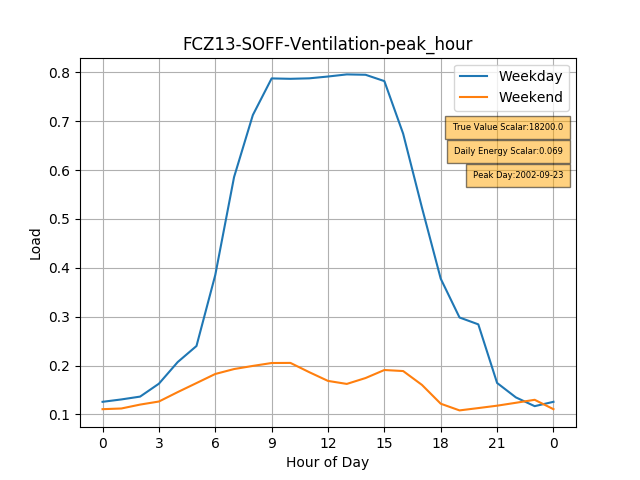 FCZ13-SOFF-Ventilation-peak_hour
Weekday
Weekend
True Value Scalar:18200.0
Daily Energy Scalar:0.069
Peak Day:2002-09-23
Load
0.8
0.7
0.6
0.5
0.4
0.3
0.2
0.1
0 3 6 9 12 15 18 21 0
Hour of Day